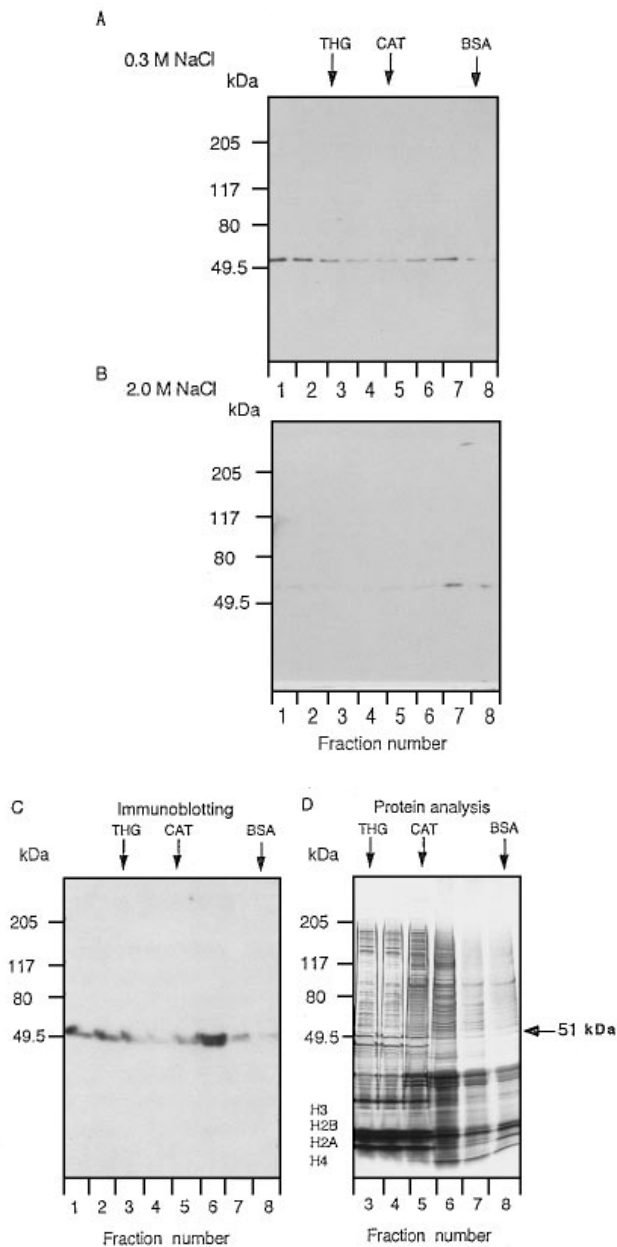 A
0.3 M NaCl
THG CAT BSA
kDa
205
117
80
49.5
1 2 3 4 5 6 7 8
B
2.0 M NaCl
kDa
205
117
80
49.5
1 2 3 4 5 6 7 8
Fraction number
C Immunoblotting
THG CAT BSA
kDa
205
117
80
49.5
1 2 3 4 5 6 7 8
Fraction number
D Protein analysis
THG CAT BSA
kDa
205
117
80
49.5
51 kDa
H3
H2B
H2A
H4
3 4 5 6 7 8
Fraction number